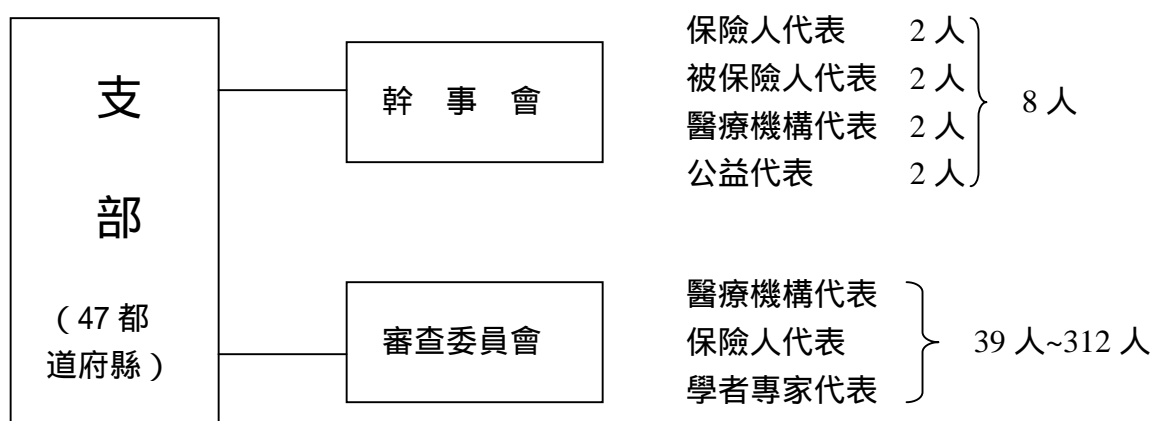 支
部
（47 都
道府縣）
幹 事 會
保險人代表 2 人
被保險人代表 2 人
醫療機構代表 2 人
公益代表 2 人
8 人
審查委員會
醫療機構代表
保險人代表
學者專家代表
39 人~312 人